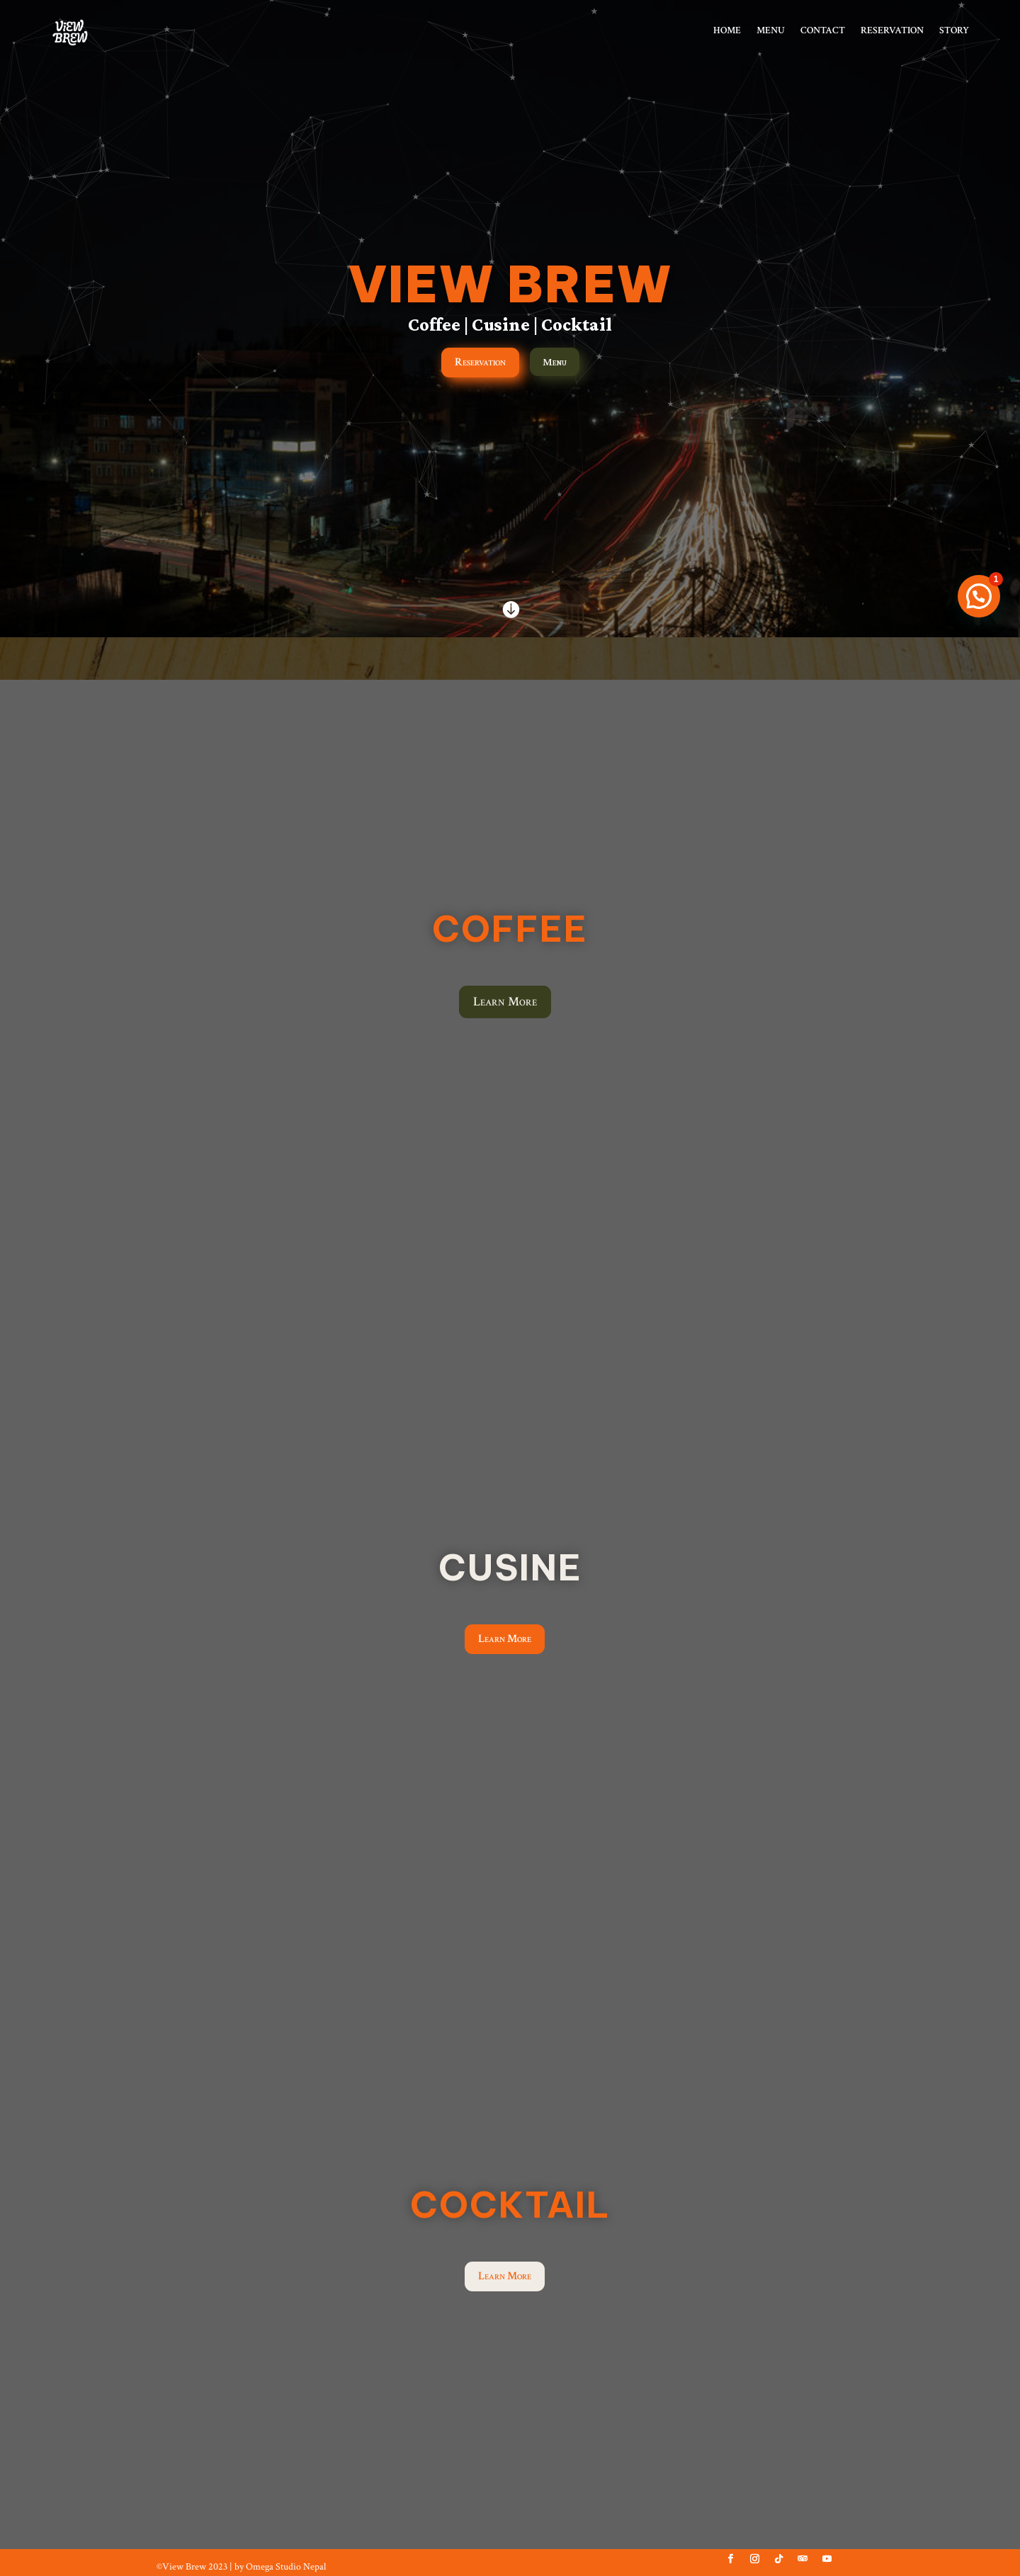 ViEW
BREW
HOME MENU CONTACT RESERVATION STORY
VIEW BREW
Coffee | Cusine | Cocktail
Reservation Menu
1
COFFEE
Learn More
CUSINE
Learn More
COCKTAIL
Learn More
©View Brew 2023 | by Omega Studio Nepal